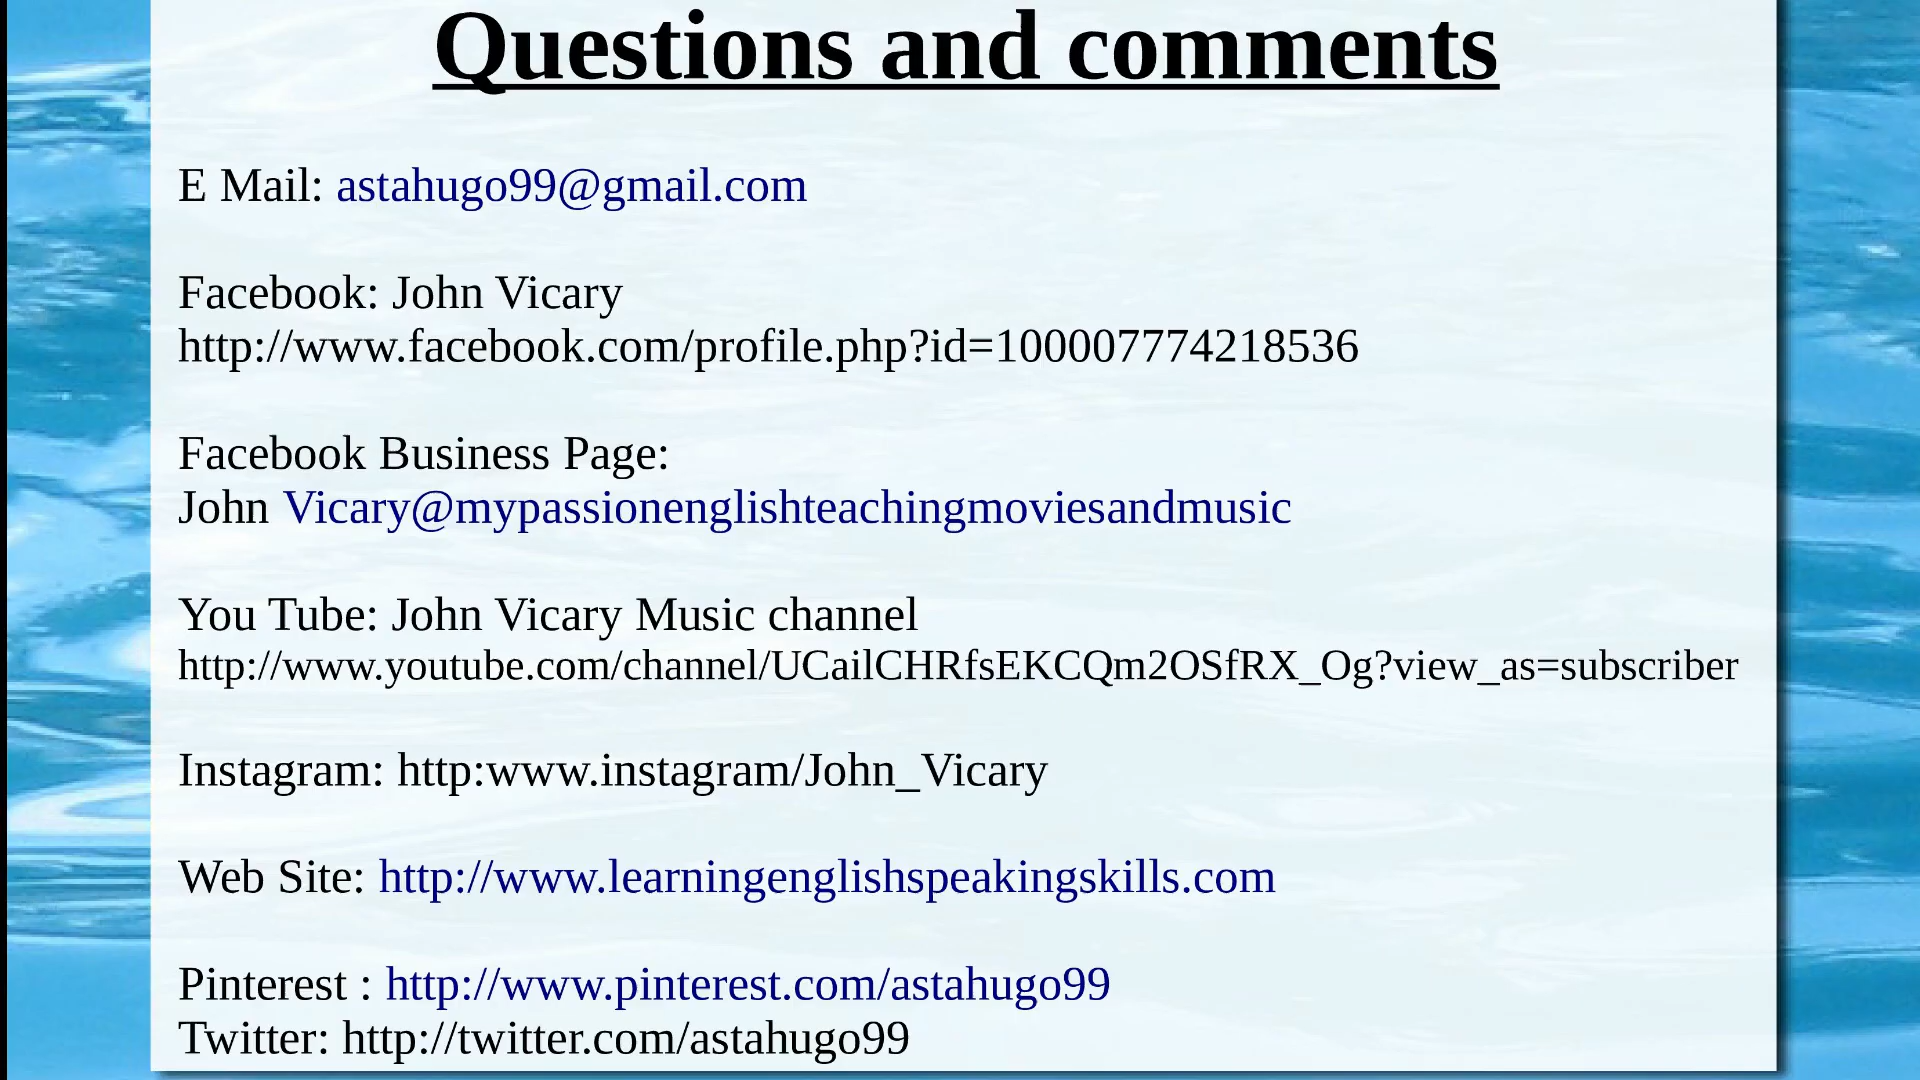 Questions and comments
E Mail: astahugo99@gmail.com
Facebook: John Vicary
http://www.facebook.com/profile.php?id=100007774218536
Facebook Business Page:
John Vicary@mypassionenglishteachingmoviesandmusic
You Tube: John Vicary Music channel
http://www.youtube.com/channel/UCailCHRfsEKCQm2OSfRX_Og?view_as=subscriber
Instagram: http:www.instagram/John_Vicary
Web Site: http://www.learningenglishspeakingskills.com
Pinterest : http://www.pinterest.com/astahugo99
Twitter: http://twitter.com/astahugo99